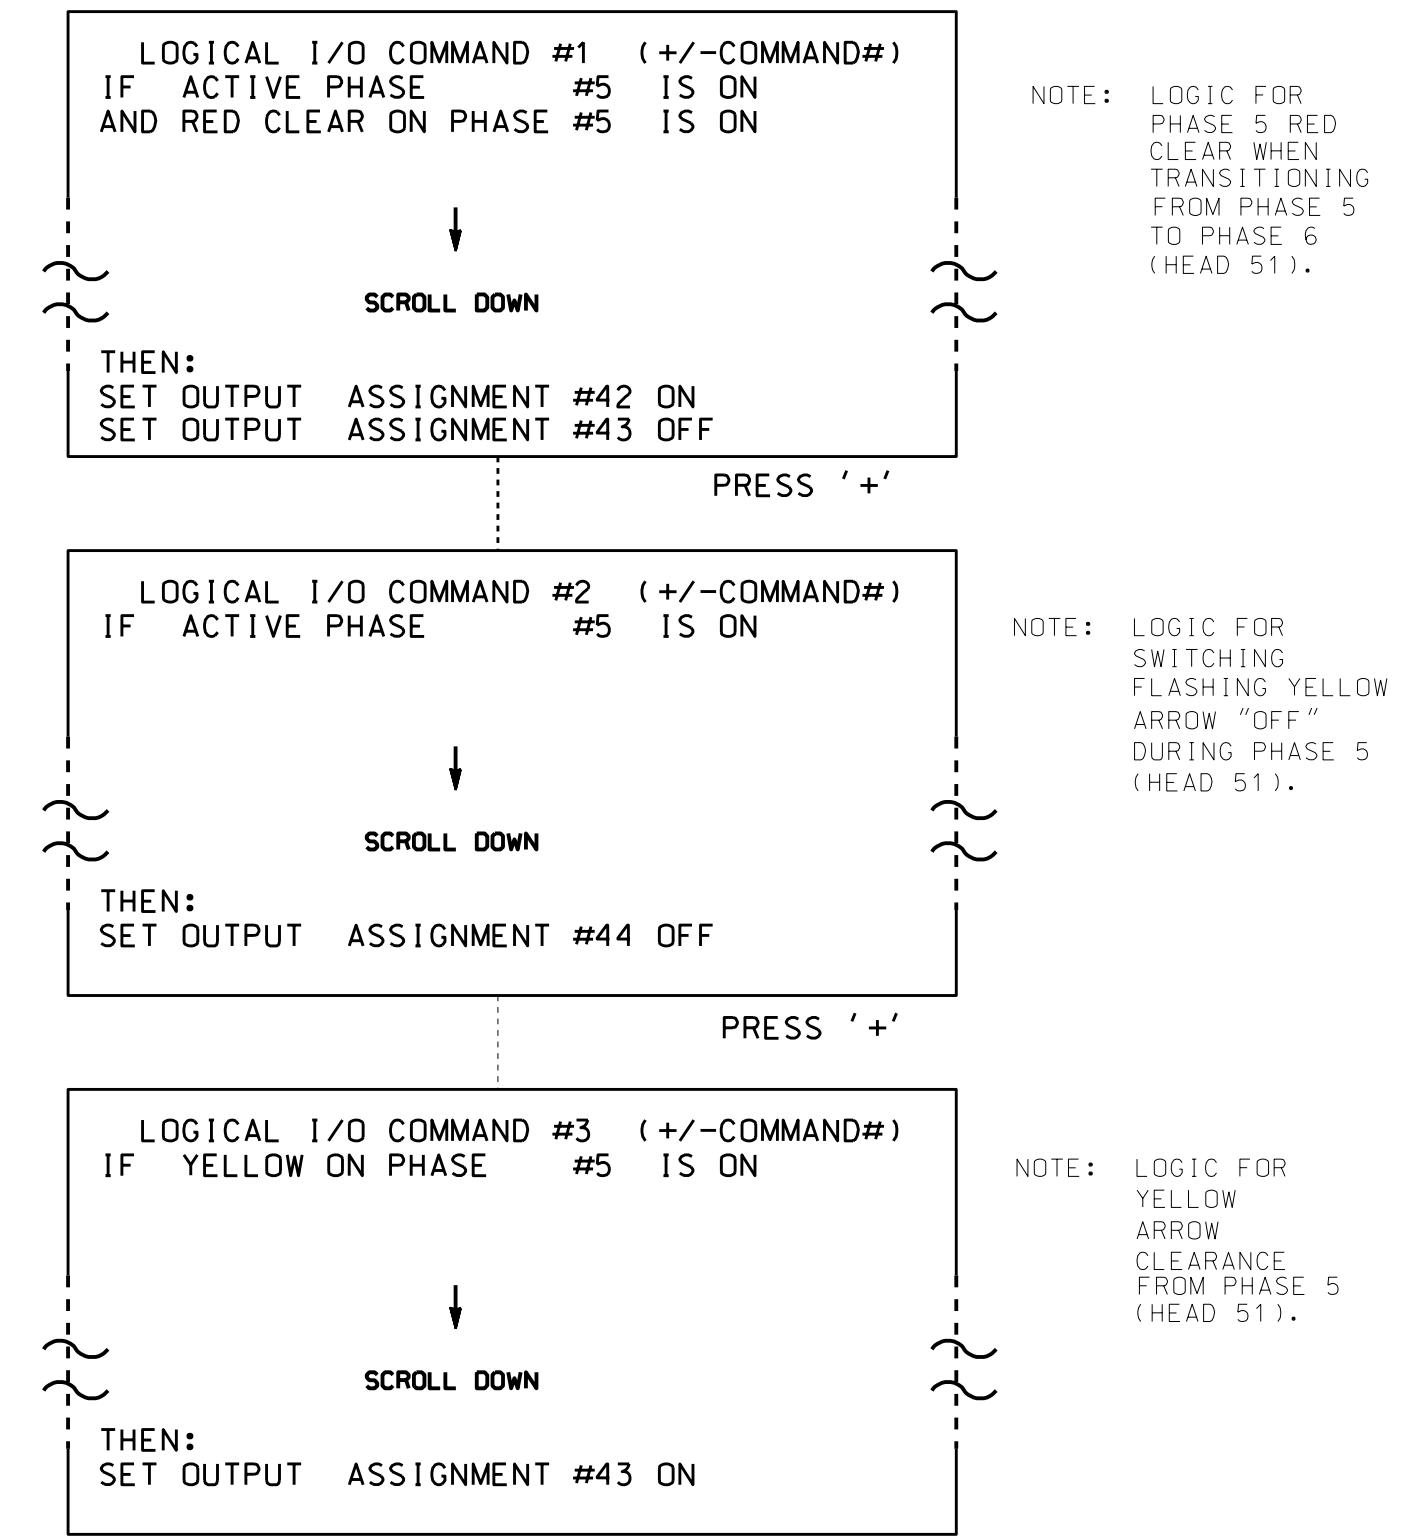 LOGICAL I/O COMMAND #1 (+/-COMMAND#)
IF ACTIVE PHASE #5 IS ON
AND RED CLEAR ON PHASE #5 IS ON
SCROLL DOWN
THEN:
SET OUTPUT ASSIGNMENT #42 ON
SET OUTPUT ASSIGNMENT #43 OFF
NOTE: LOGIC FOR
PHASE 5 RED
CLEAR WHEN
TRANSITIONING
FROM PHASE 5
TO PHASE 6
(HEAD 51).
PRESS '+'
LOGICAL I/O COMMAND #2 (+/-COMMAND#)
IF ACTIVE PHASE #5 IS ON
SCROLL DOWN
THEN:
SET OUTPUT ASSIGNMENT #44 OFF
NOTE: LOGIC FOR
SWITCHING
FLASHING YELLOW
ARROW "OFF"
DURING PHASE 5
(HEAD 51).
PRESS '+'
LOGICAL I/O COMMAND #3 (+/-COMMAND#)
IF YELLOW ON PHASE #5 IS ON
SCROLL DOWN
THEN:
SET OUTPUT ASSIGNMENT #43 ON
NOTE: LOGIC FOR
YELLOW
ARROW
CLEARANCE
FROM PHASE 5
(HEAD 51).